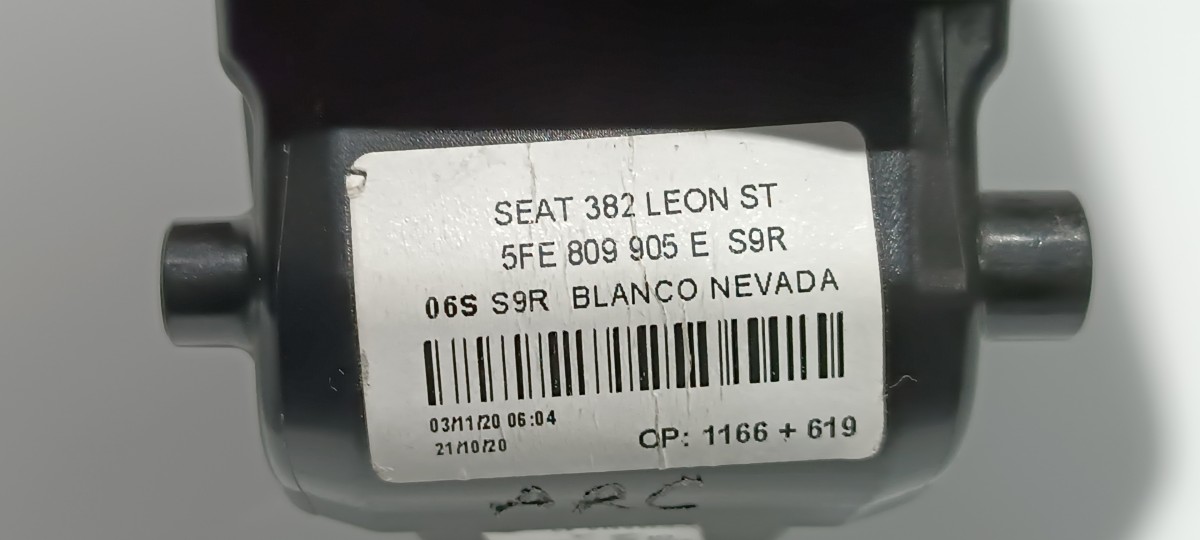 SEAT 382 LEON ST
5FE 809 905 E S9R
06S S9R BLANCO NEVADA
03/11/20 06:04
21/10/20
OP: 1166 + 619
ARC